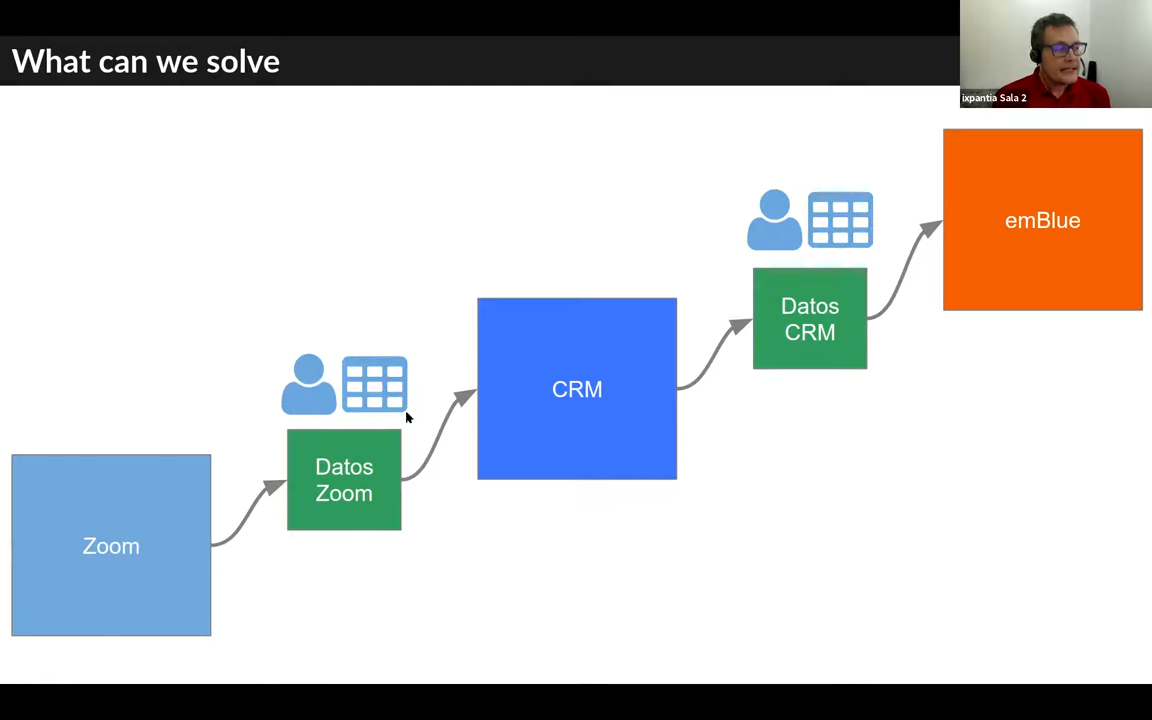 What can we solve
ixpantia Sala 2
emBlue
Datos
CRM
CRM
Datos
Zoom
Zoom